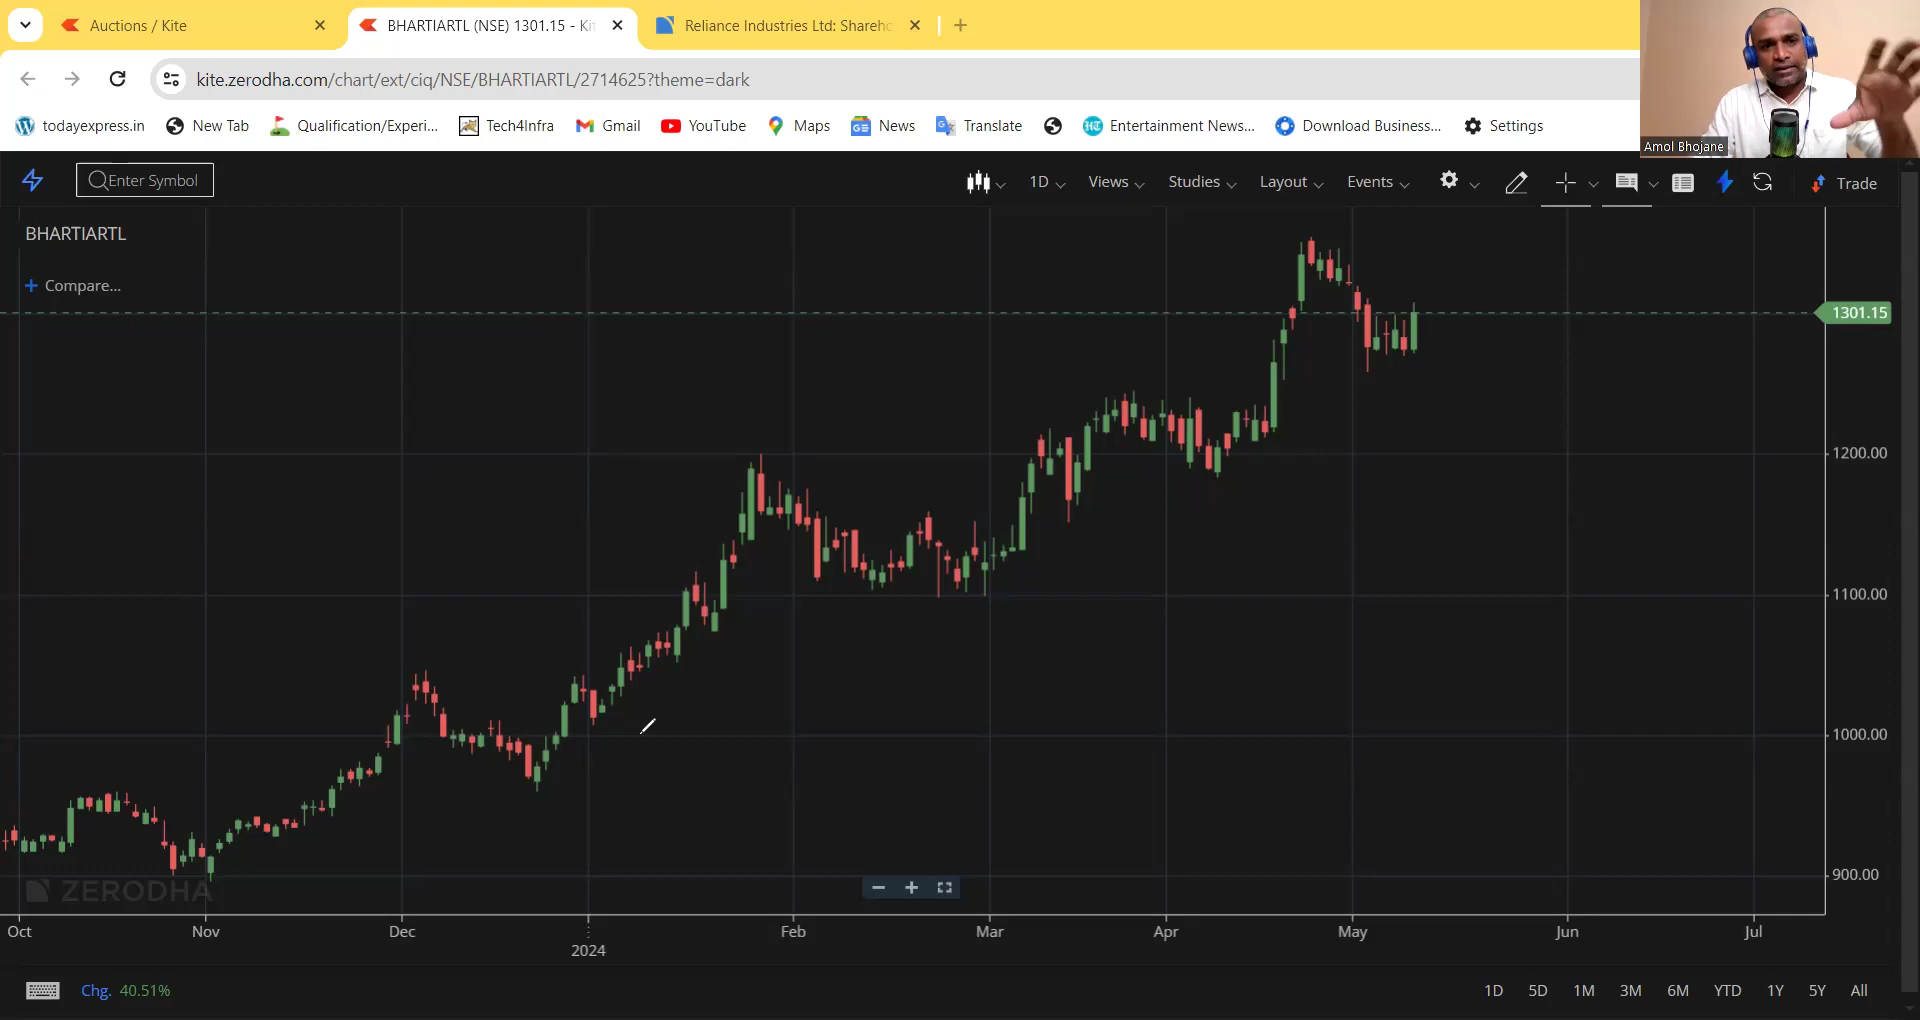 Auctions / Kite
BHARTIARTL (NSE) 1301.15 - Kit
Reliance Industries Ltd: Shareho
kite.zerodha.com/chart/ext/ciq/NSE/BHARTIARTL/2714625?theme=dark
todayexpress.in New Tab Qualification/Experi... Tech4Infra Gmail YouTube Maps News Translate Entertainment News... Download Business... Settings
Amol Bhojane
Enter Symbol 1D Views Studies Layout Events Trade
BHARTIARTL
Compare...
1301.15
1200.00
1100.00
1000.00
900.00
ZERODHA
Oct Nov Dec 2024 Feb Mar Apr May Jun Jul
Chg. 40.51% 1D 5D 1M 3M 6M YTD 1Y 5Y All